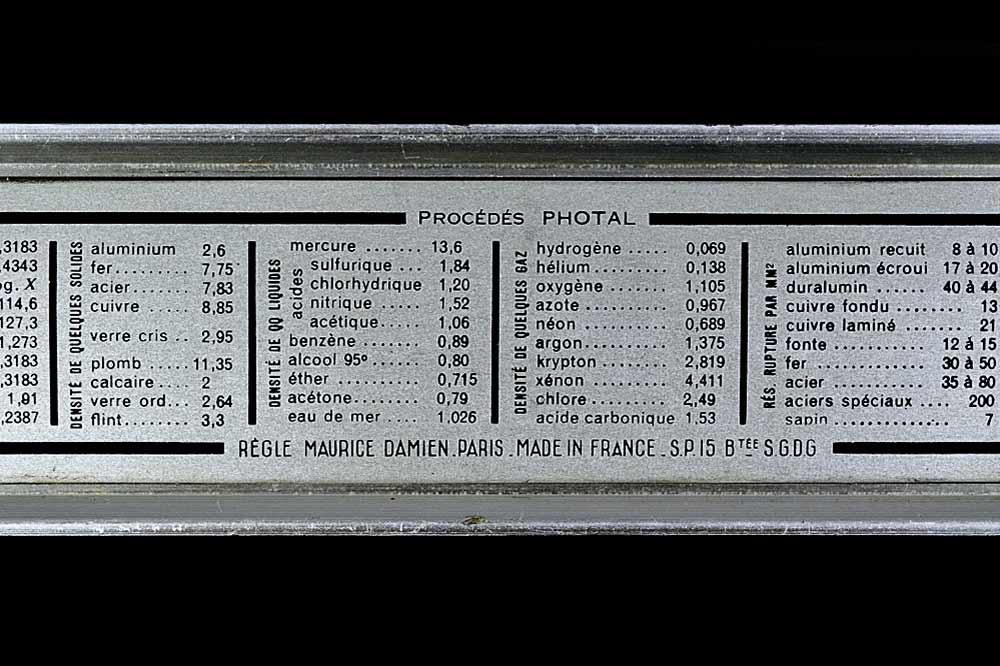 PROCÉDÉS PHOTAL
,3183
,4343
og. X
114,6
127,3
1,273
,3183
,3183
1,91
,2387
DENSITÉ DE QUELQUES SOLIDES
aluminium 2,6
fer......... 7,75
acier....... 7,83
cuivre ..... 8,85
verre cris .. 2,95
plomb ..... 11,35
calcaire... 2
verre ord... 2,64
flint......... 3,3
DENSITÉ DE QQ LIQUIDES
mercure ....... 13,6
acides
sulfurique ... 1,84
chlorhydrique 1,20
nitrique ..... 1,52
acétique..... 1,06
benzène ....... 0,89
alcool 95° .... 0,80
éther .......... 0,715
acétone....... 0,79
eau de mer .... 1,026
DENSITÉ DE QUELQUES GAZ
hydrogène ..... 0,069
hélium......... 0,138
oxygène ....... 1,105
azote .......... 0,967
néon ........... 0,689
argon.......... 1,375
krypton ....... 2,819
xénon ......... 4,411
chlore........ 2,49
acide carbonique 1,53
RÉS. RUPTURE PAR MM²
aluminium recuit 8 à 10
aluminium écroui 17 à 20
duralumin ...... 40 à 44
cuivre fondu ........ 13
cuivre laminé ....... 21
fonte ............ 12 à 15
fer ............... 30 à 50
acier ............ 35 à 80
aciers spéciaux .... 200
sapin .............. 7
RÈGLE MAURICE DAMIEN.PARIS.MADE IN FRANCE.S.P.15 BTÉE S.G.D.G